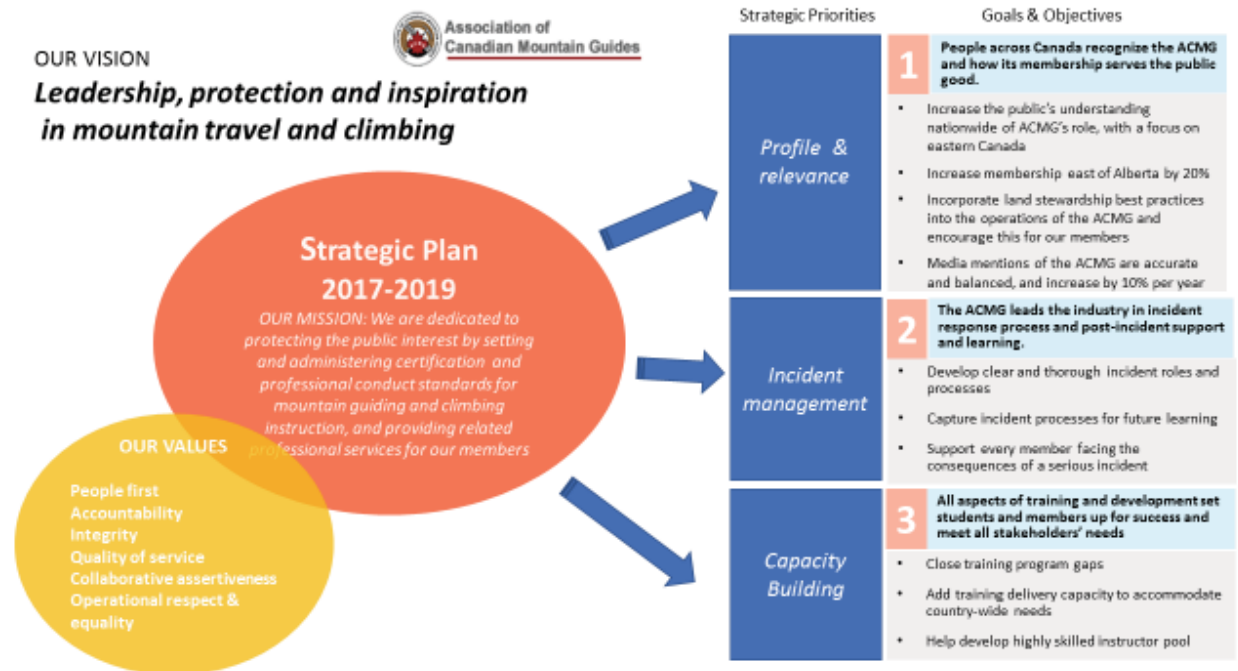 Association of
Canadian Mountain Guides
OUR VISION
Leadership, protection and inspiration
in mountain travel and climbing
Strategic Plan
2017-2019
OUR MISSION: We are dedicated to
protecting the public interest by setting
and administering certification and
professional conduct standards for
mountain guiding and climbing
instruction, and providing related
professional services for our members
OUR VALUES
People first
Accountability
Integrity
Quality of service
Collaborative assertiveness
Operational respect &
equality
Strategic Priorities
Goals & Objectives
Profile &
relevance
1
People across Canada recognize the ACMG
and how its membership serves the public
good.
• Increase the public's understanding
nationwide of ACMG's role, with a focus on
eastern Canada
• Increase membership east of Alberta by 20%
• Incorporate land stewardship best practices
into the operations of the ACMG and
encourage this for our members
• Media mentions of the ACMG are accurate
and balanced, and increase by 10% per year
Incident
management
2
The ACMG leads the industry in incident
response process and post-incident support
and learning.
• Develop clear and thorough incident roles and
processes
• Capture incident processes for future learning
• Support every member facing the
consequences of a serious incident
Capacity
Building
3
All aspects of training and development set
students and members up for success and
meet all stakeholders' needs
• Close training program gaps
• Add training delivery capacity to accommodate
country-wide needs
• Help develop highly skilled instructor pool